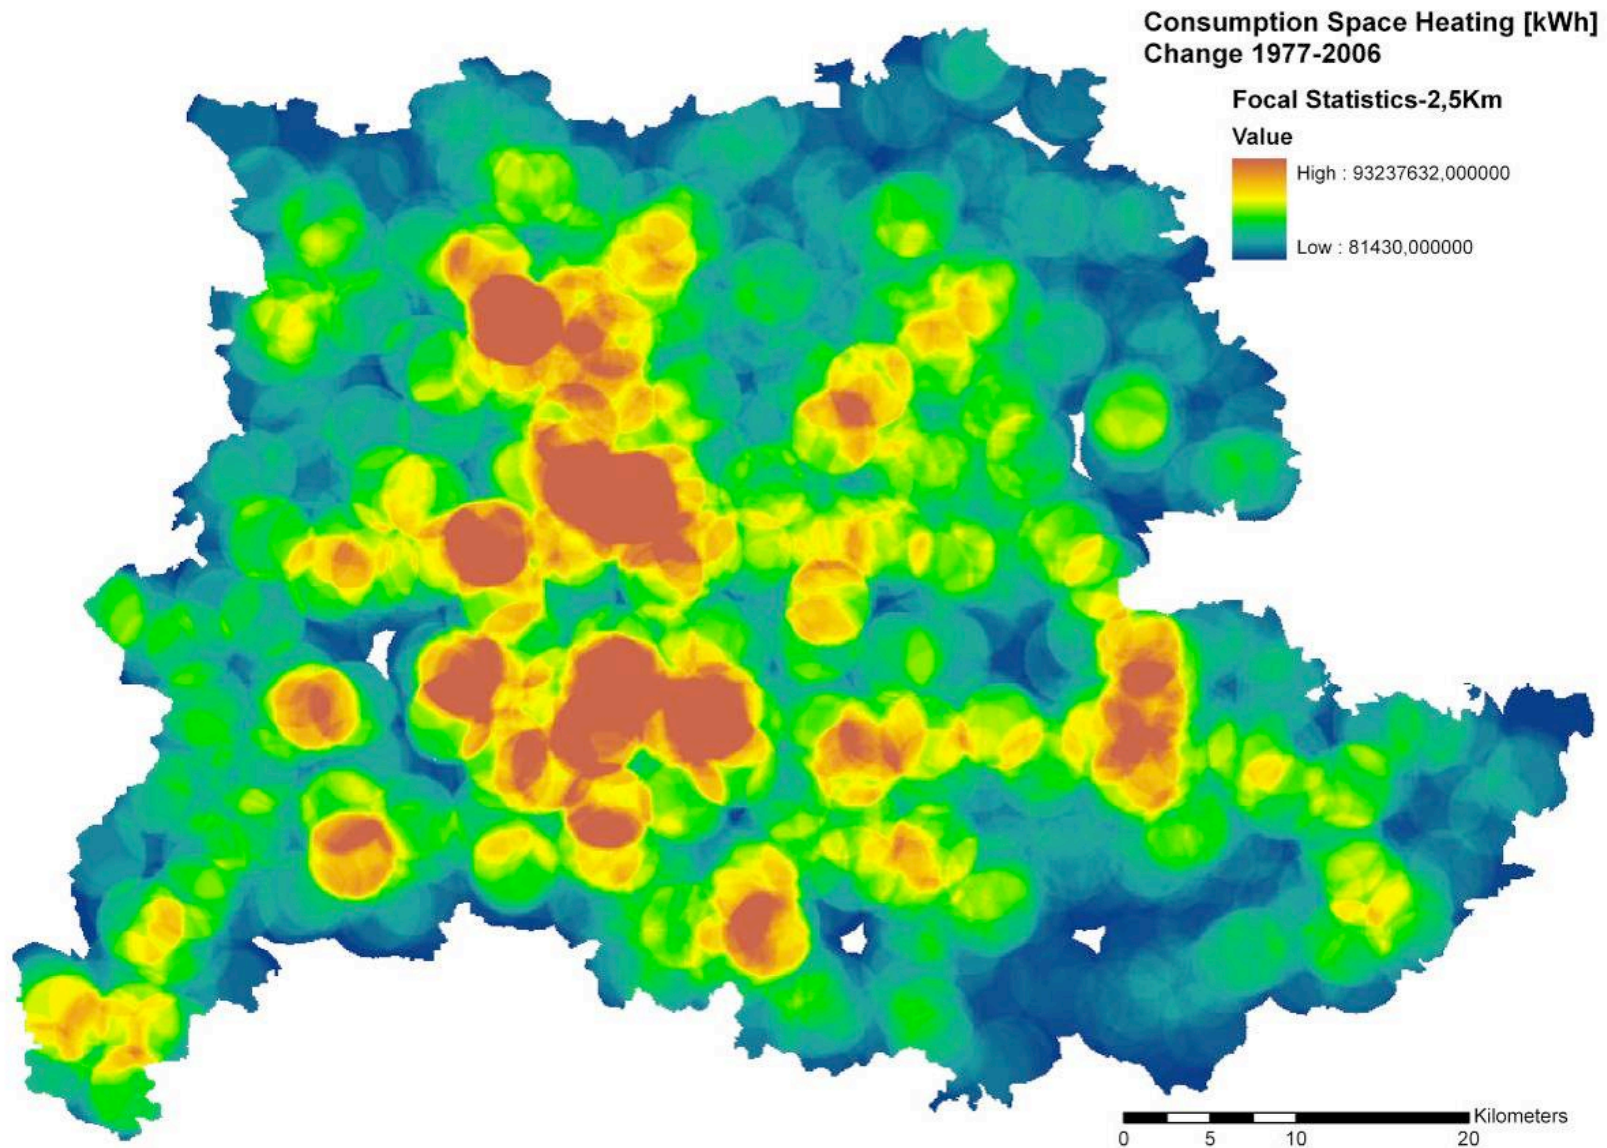 Consumption Space Heating [kWh]
Change 1977-2006
Focal Statistics-2,5Km
Value
High : 93237632,000000
Low : 81430,000000
Kilometers
0 5 10 20